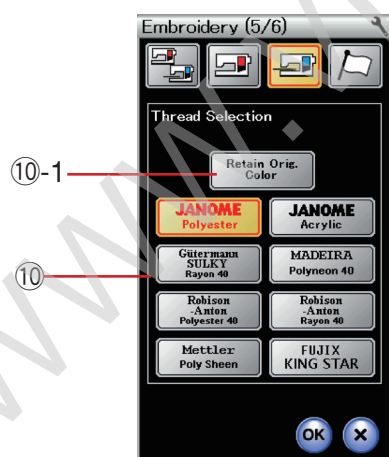 Embroidery (5/6)
Thread Selection
⑩-1
Retain Orig.
Color
JANOME
Polyester
JANOME
Acrylic
Gütermann
SULKY
Rayon 40
MADEIRA
Polyneon 40
⑩
Robison
-Anton
Polyester 40
Robison
-Anton
Rayon 40
Mettler
Poly Sheen
FUJIX
KING STAR
OK
X